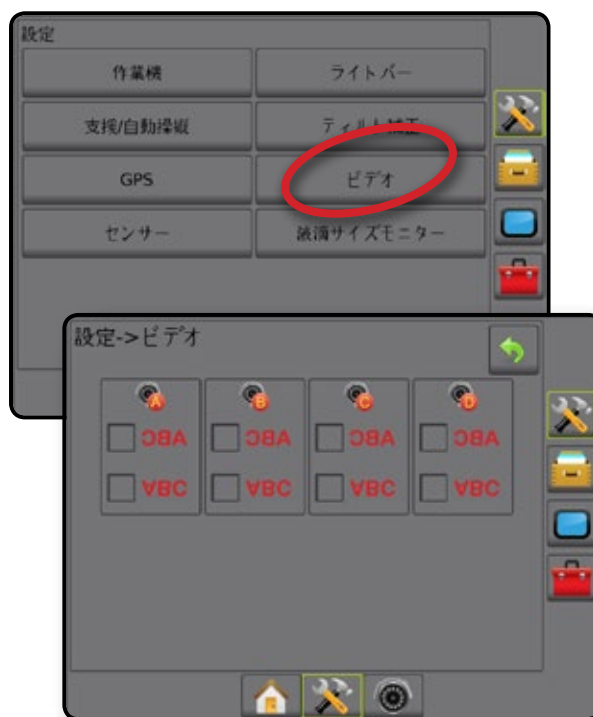 設定
作業機 ライトバー
支援/自動操縦 ティルト補正
GPS ビデオ
センサー 液滴サイズモニター
設定->ビデオ
A B C D
ABC ABC ABC ABC
ABC ABC ABC ABC